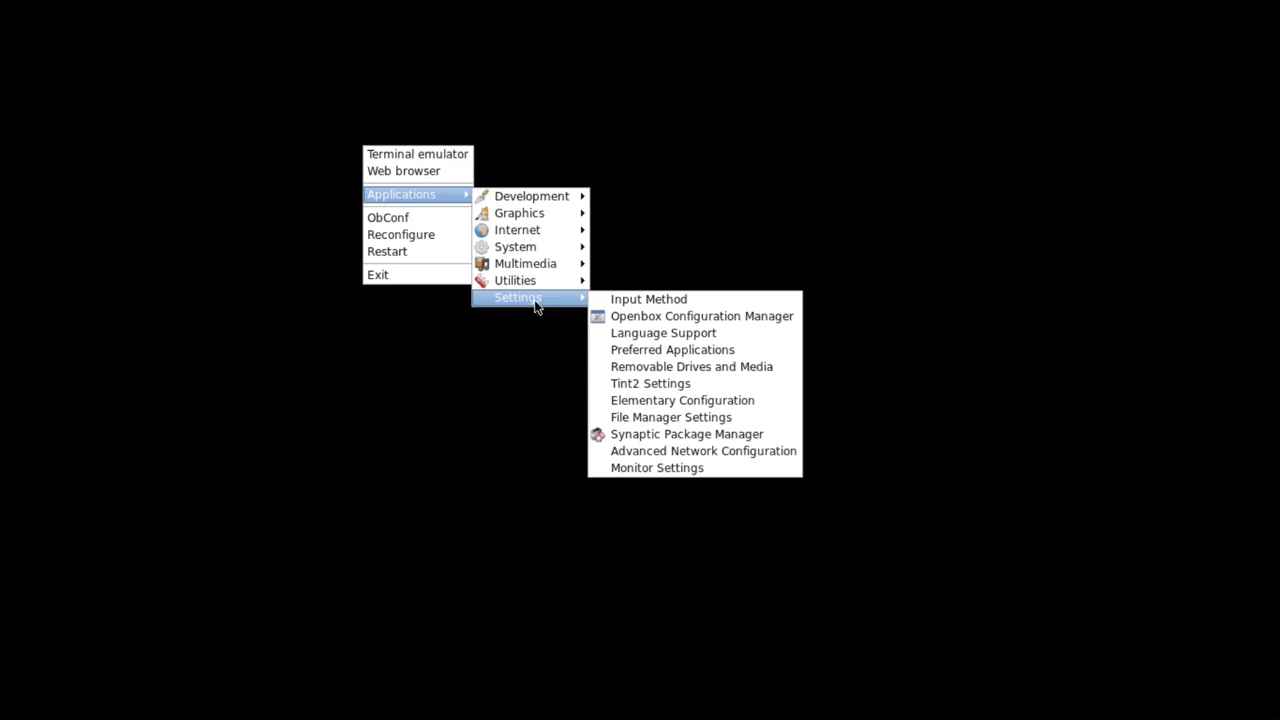 Terminal emulator
Web browser
Applications
ObConf
Reconfigure
Restart
Exit
Development
Graphics
Internet
System
Multimedia
Utilities
Settings
Input Method
Openbox Configuration Manager
Language Support
Preferred Applications
Removable Drives and Media
Tint2 Settings
Elementary Configuration
File Manager Settings
Synaptic Package Manager
Advanced Network Configuration
Monitor Settings